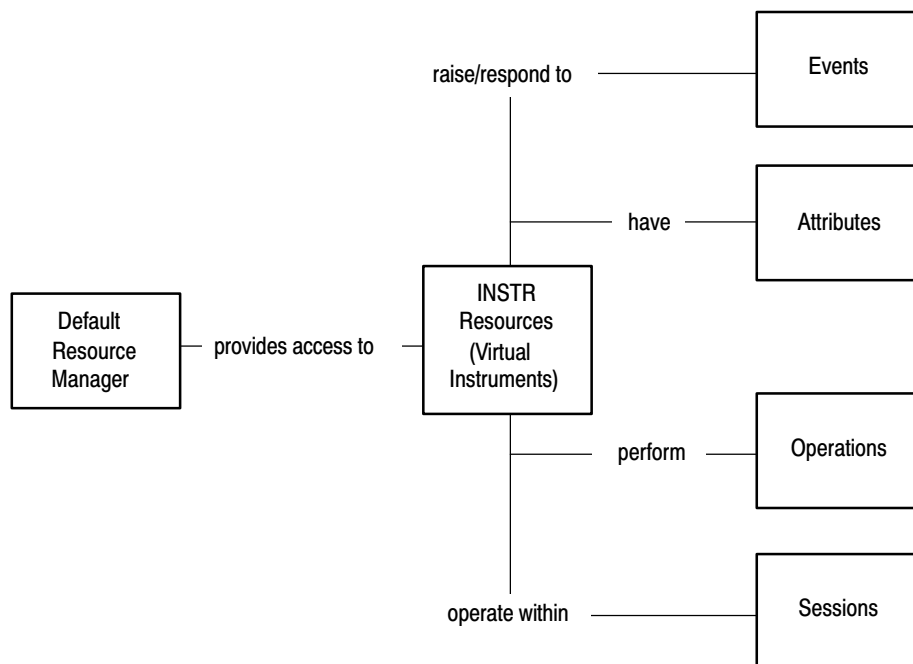 raise/respond to
Events
have
Attributes
INSTR
Resources
(Virtual
Instruments)
Default
Resource
Manager
provides access to
perform
Operations
operate within
Sessions